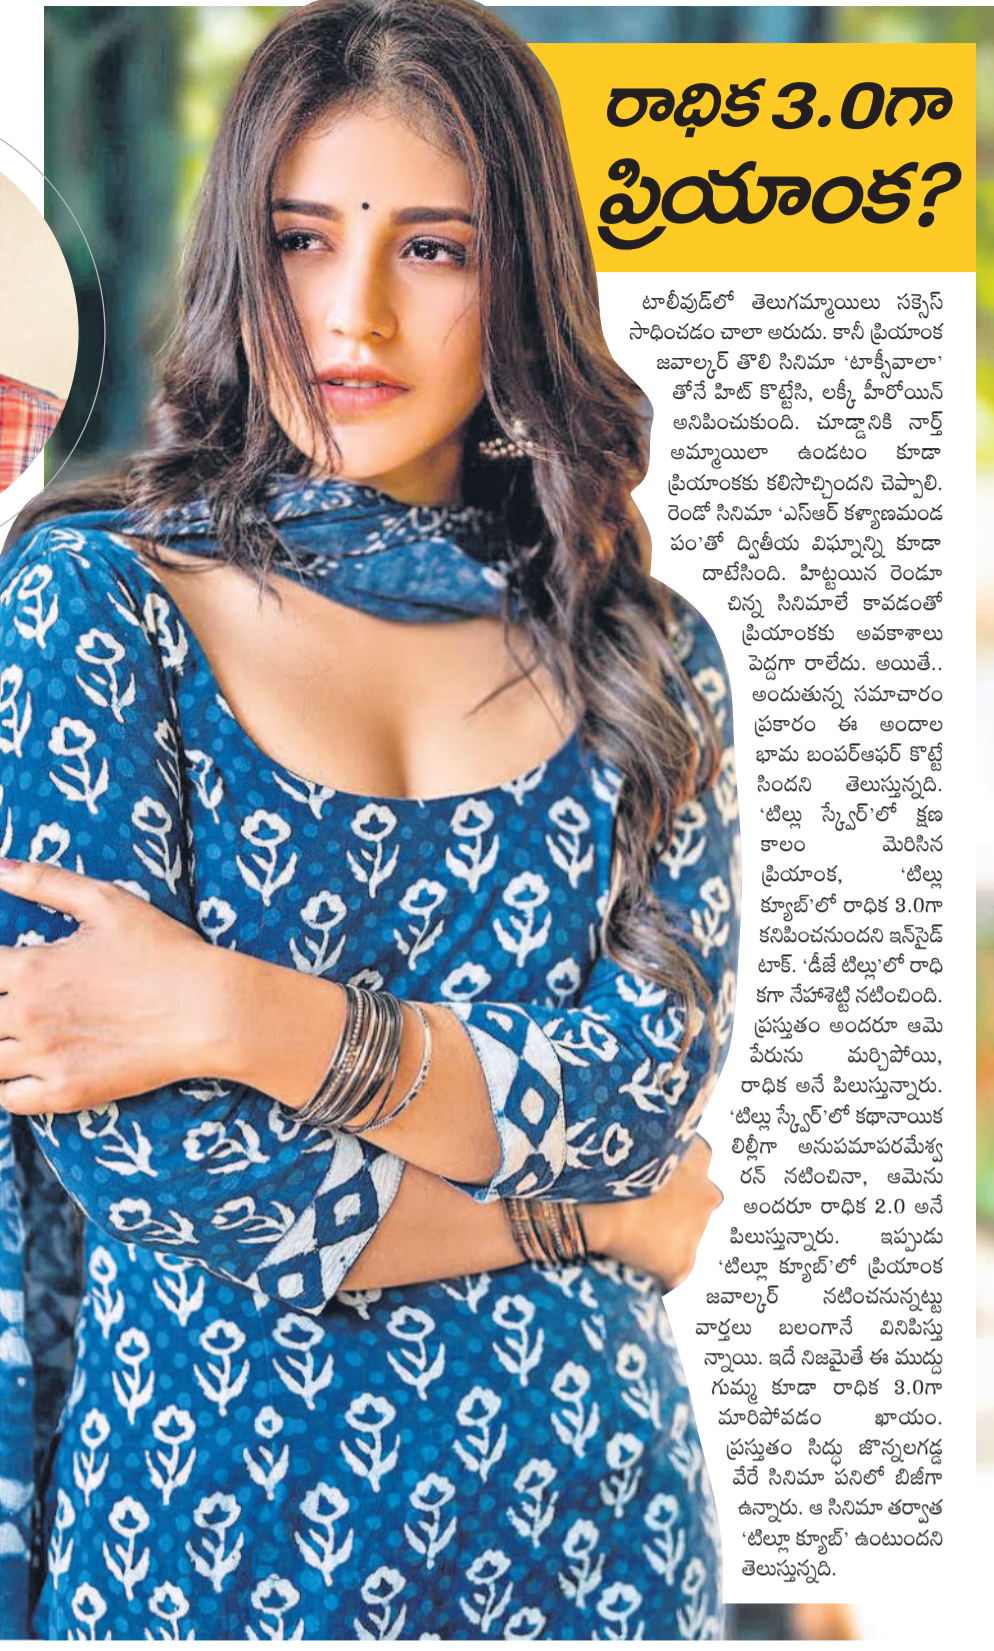 రాధిక 3.0గా
ప్రియాంక?
టాలీవుడ్‌లో తెలుగమ్మాయిలు సక్సెస్
సాధించడం చాలా అరుదు. కానీ ప్రియాంక
జవాల్కర్ తొలి సినిమా ‘టాక్సీవాలా’
తోనే హిట్ కొట్టేసి, లక్కీ హీరోయిన్
అనిపించుకుంది. చూడ్డానికి నార్త్
అమ్మాయిలా ఉండటం కూడా
ప్రియాంకకు కలిసొచ్చిందని చెప్పాలి.
రెండో సినిమా ‘ఎస్ఆర్ కళ్యాణమండ
పం’తో ద్వితీయ విఘ్నాన్ని కూడా
దాటేసింది. హిట్టయిన రెండూ
చిన్న సినిమాలే కావడంతో
ప్రియాంకకు అవకాశాలు
పెద్దగా రాలేదు. అయితే..
అందుతున్న సమాచారం
ప్రకారం ఈ అందాల
భామ బంపర్ఆఫర్ కొట్టే
సిందని తెలుస్తున్నది.
‘టిల్లు స్క్వేర్’లో క్షణ
కాలం మెరిసిన
ప్రియాంక, ‘టిల్లు
క్యూబ్’లో రాధిక 3.0గా
కనిపించనుందని ఇన్‌సైడ్
టాక్. ‘డీజే టిల్లు’లో రాధి
కగా నేహాశెట్టి నటించింది.
ప్రస్తుతం అందరూ ఆమె
పేరును మర్చిపోయి,
రాధిక అనే పిలుస్తున్నారు.
‘టిల్లు స్క్వేర్’లో కథానాయిక
లిల్లీగా అనుపమాపరమేశ్వ
రన్ నటించినా, ఆమెను
అందరూ రాధిక 2.0 అనే
పిలుస్తున్నారు. ఇప్పుడు
‘టిల్లూ క్యూబ్’లో ప్రియాంక
జవాల్కర్ నటించనున్నట్టు
వార్తలు బలంగానే వినిపిస్తు
న్నాయి. ఇదే నిజమైతే ఈ ముద్దు
గుమ్మ కూడా రాధిక 3.0గా
మారిపోవడం ఖాయం.
ప్రస్తుతం సిద్ధు జొన్నలగడ్డ
వేరే సినిమా పనిలో బిజీగా
ఉన్నారు. ఆ సినిమా తర్వాత
‘టిల్లూ క్యూబ్’ ఉంటుందని
తెలుస్తున్నది.